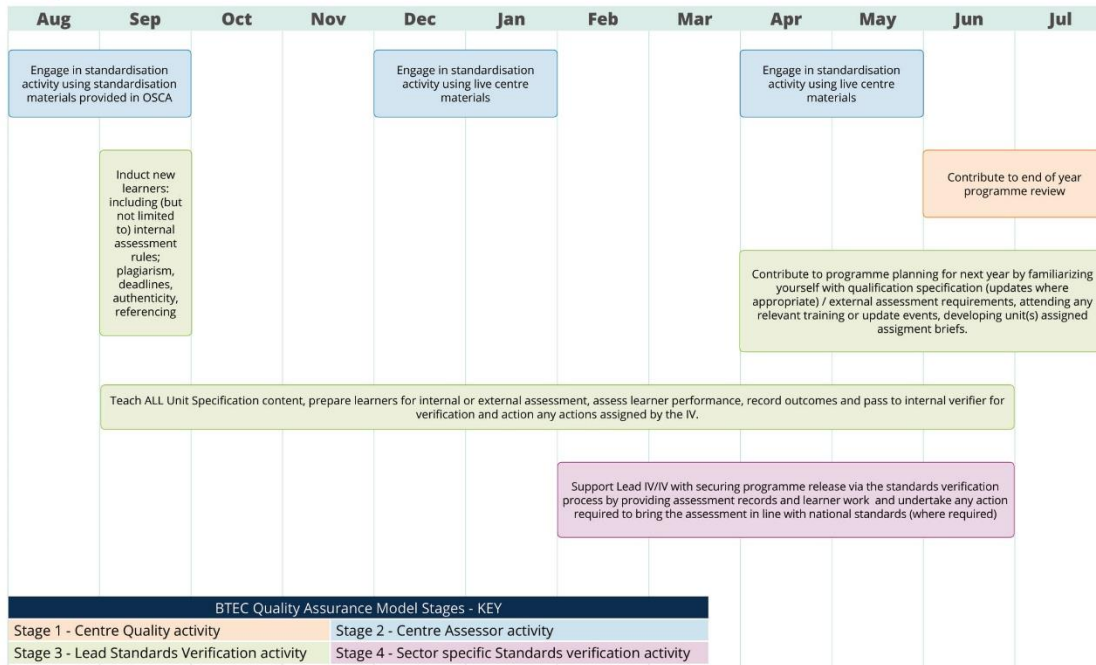 Aug Sep Oct Nov Dec Jan Feb Mar Apr May Jun Jul
Engage in standardisation
activity using standardisation
materials provided in OSCA
Engage in standardisation
activity using live centre
materials
Engage in standardisation
activity using live centre
materials
Induct new
learners:
including (but
not limited
to) internal
assessment
rules;
plagiarism,
deadlines,
authenticity,
referencing
Contribute to end of year
programme review
Contribute to programme planning for next year by familiarizing
yourself with qualification specification (updates where
appropriate) / external assessment requirements, attending any
relevant training or update events, developing unit(s) assigned
assigment briefs.
Teach ALL Unit Specification content, prepare learners for internal or external assessment, assess learner performance, record outcomes and pass to internal verifier for
verification and action any actions assigned by the IV.
Support Lead IV/IV with securing programme release via the standards verification
process by providing assessment records and learner work and undertake any action
required to bring the assessment in line with national standards (where required)
BTEC Quality Assurance Model Stages - KEY
Stage 1 - Centre Quality activity
Stage 2 - Centre Assessor activity
Stage 3 - Lead Standards Verification activity
Stage 4 - Sector specific Standards verification activity